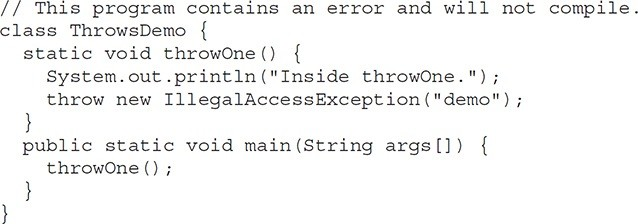 // This program contains an error and will not compile.
class ThrowsDemo {
  static void throwOne() {
    System.out.println("Inside throwOne.");
    throw new IllegalAccessException("demo");
  }
  public static void main(String args[]) {
    throwOne();
  }
}